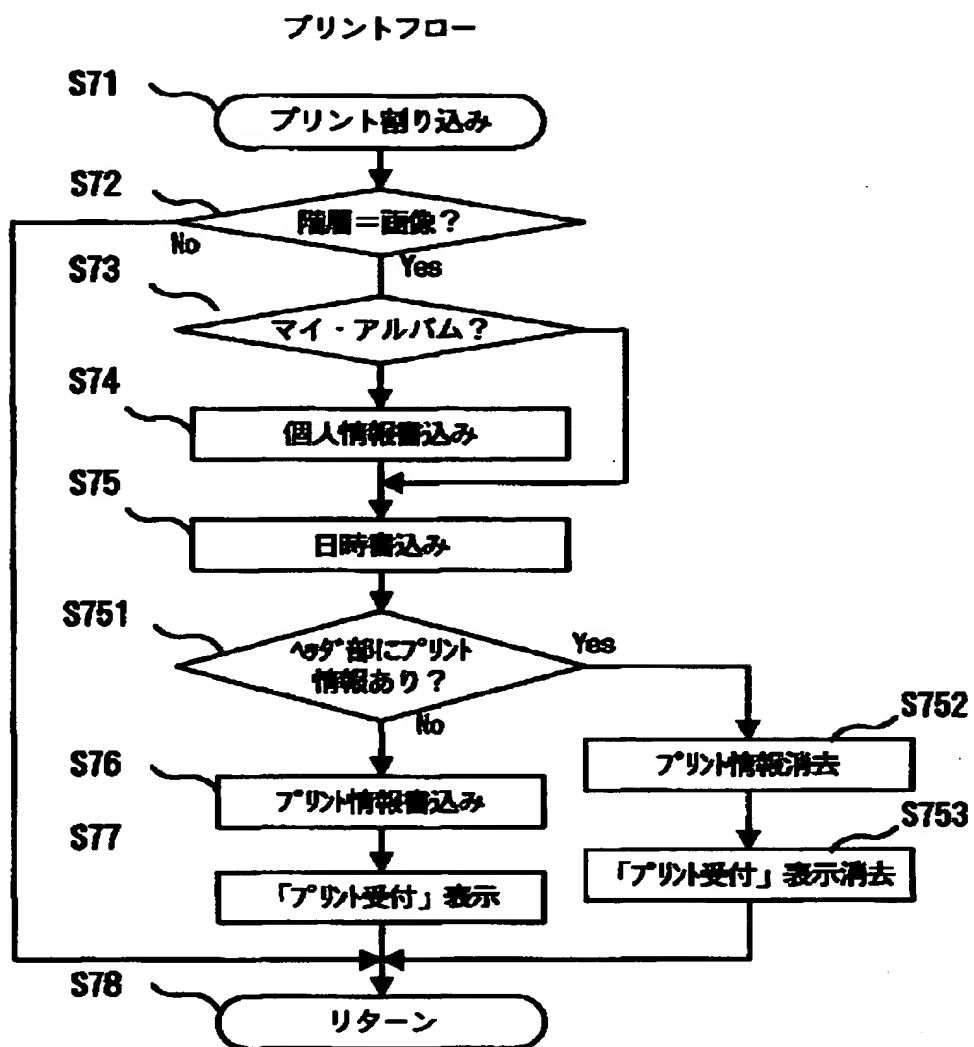 プリントフロー
S71
プリント割り込み
S72
階層＝画像？
No
Yes
S73
マイ・アルバム？
S74
個人情報書込み
S75
日時書込み
S751
ヘッダ部にプリント
情報あり？
Yes
No
S752
プリント情報消去
S76
プリント情報書込み
S753
「プリント受付」表示消去
S77
「プリント受付」表示
S78
リターン